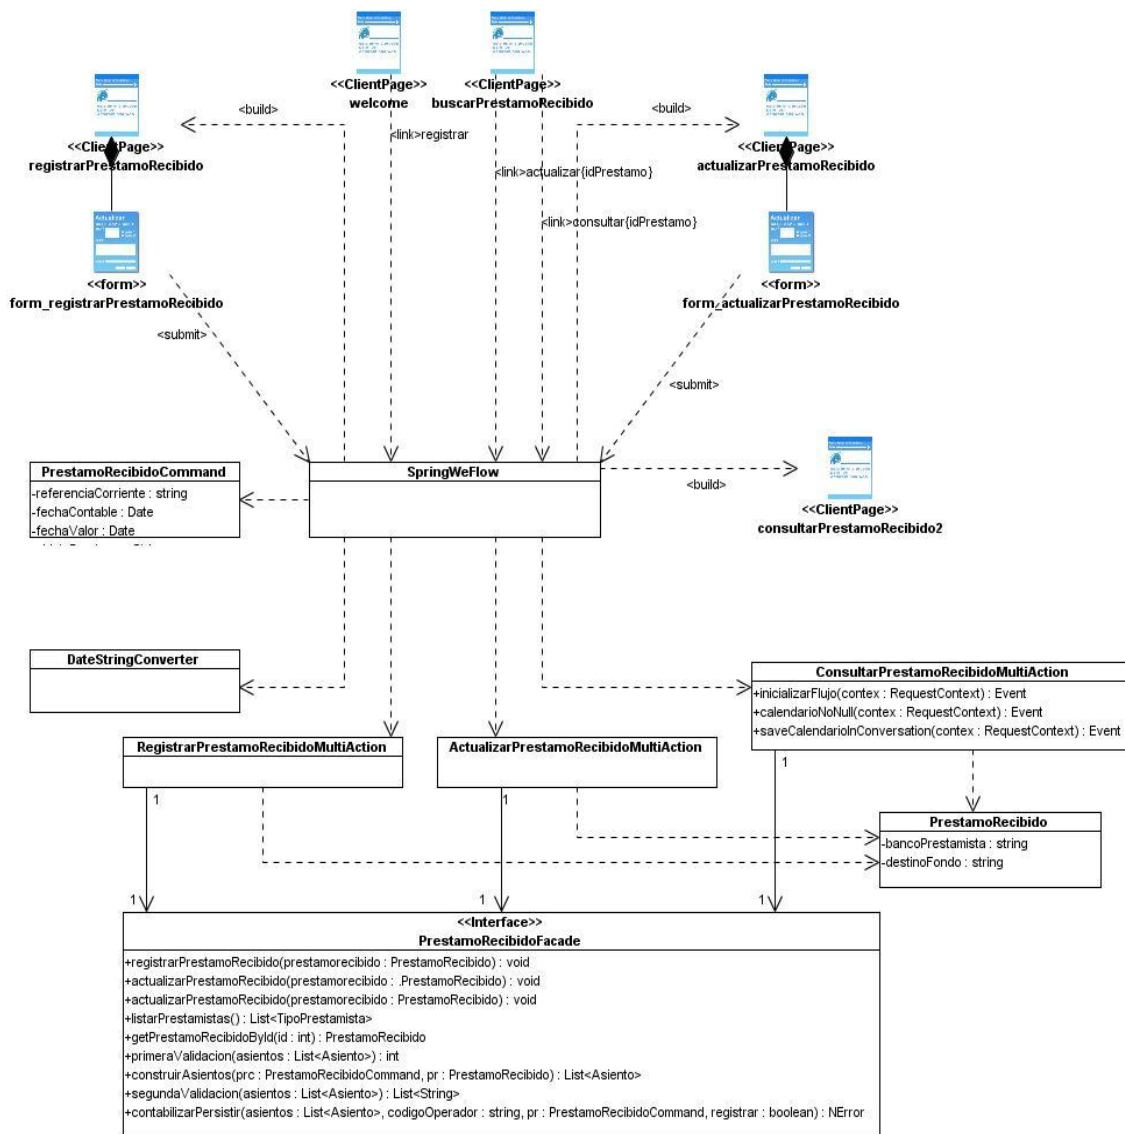 <<ClientPage>>
welcome
<<ClientPage>>
buscarPrestamoRecibido
<build>
<build>
<link>registrar
<<ClientPage>>
registrarPrestamoRecibido
<<ClientPage>>
actualizarPrestamoRecibido
<link>actualizar{idPrestamo}
<link>consultar{idPrestamo}
Actualizar
Actualizar
<<form>>
form_registrarPrestamoRecibido
<<form>>
form_actualizarPrestamoRecibido
<submit>
<submit>
PrestamoRecibidoCommand
-referenciaCorriente : string
-fechaContable : Date
-fechaValor : Date
SpringWeFlow
<build>
<<ClientPage>>
consultarPrestamoRecibido2
DateStringConverter
ConsultarPrestamoRecibidoMultiAction
+inicializarFlujo(contex : RequestContext) : Event
+calendarioNoNull(contex : RequestContext) : Event
+saveCalendarioInConversation(contex : RequestContext) : Event
RegistrarPrestamoRecibidoMultiAction
ActualizarPrestamoRecibidoMultiAction
1
1
1
PrestamoRecibido
-bancoPrestamista : string
-destinoFondo : string
1
1
1
<<Interface>>
PrestamoRecibidoFacade
+registrarPrestamoRecibido(prestamorecibido : PrestamoRecibido) : void
+actualizarPrestamoRecibido(prestamorecibido : .PrestamoRecibido) : void
+actualizarPrestamoRecibido(prestamorecibido : PrestamoRecibido) : void
+listarPrestamistas() : List<TipoPrestamista>
+getPrestamoRecibidoById(id : int) : PrestamoRecibido
+primeraValidacion(asientos : List<Asiento>) : int
+construirAsientos(prc : PrestamoRecibidoCommand, pr : PrestamoRecibido) : List<Asiento>
+segundaValidacion(asientos : List<Asiento>) : List<String>
+contabilizarPersistir(asientos : List<Asiento>, codigoOperador : string, pr : PrestamoRecibidoCommand, registrar : boolean) : NError